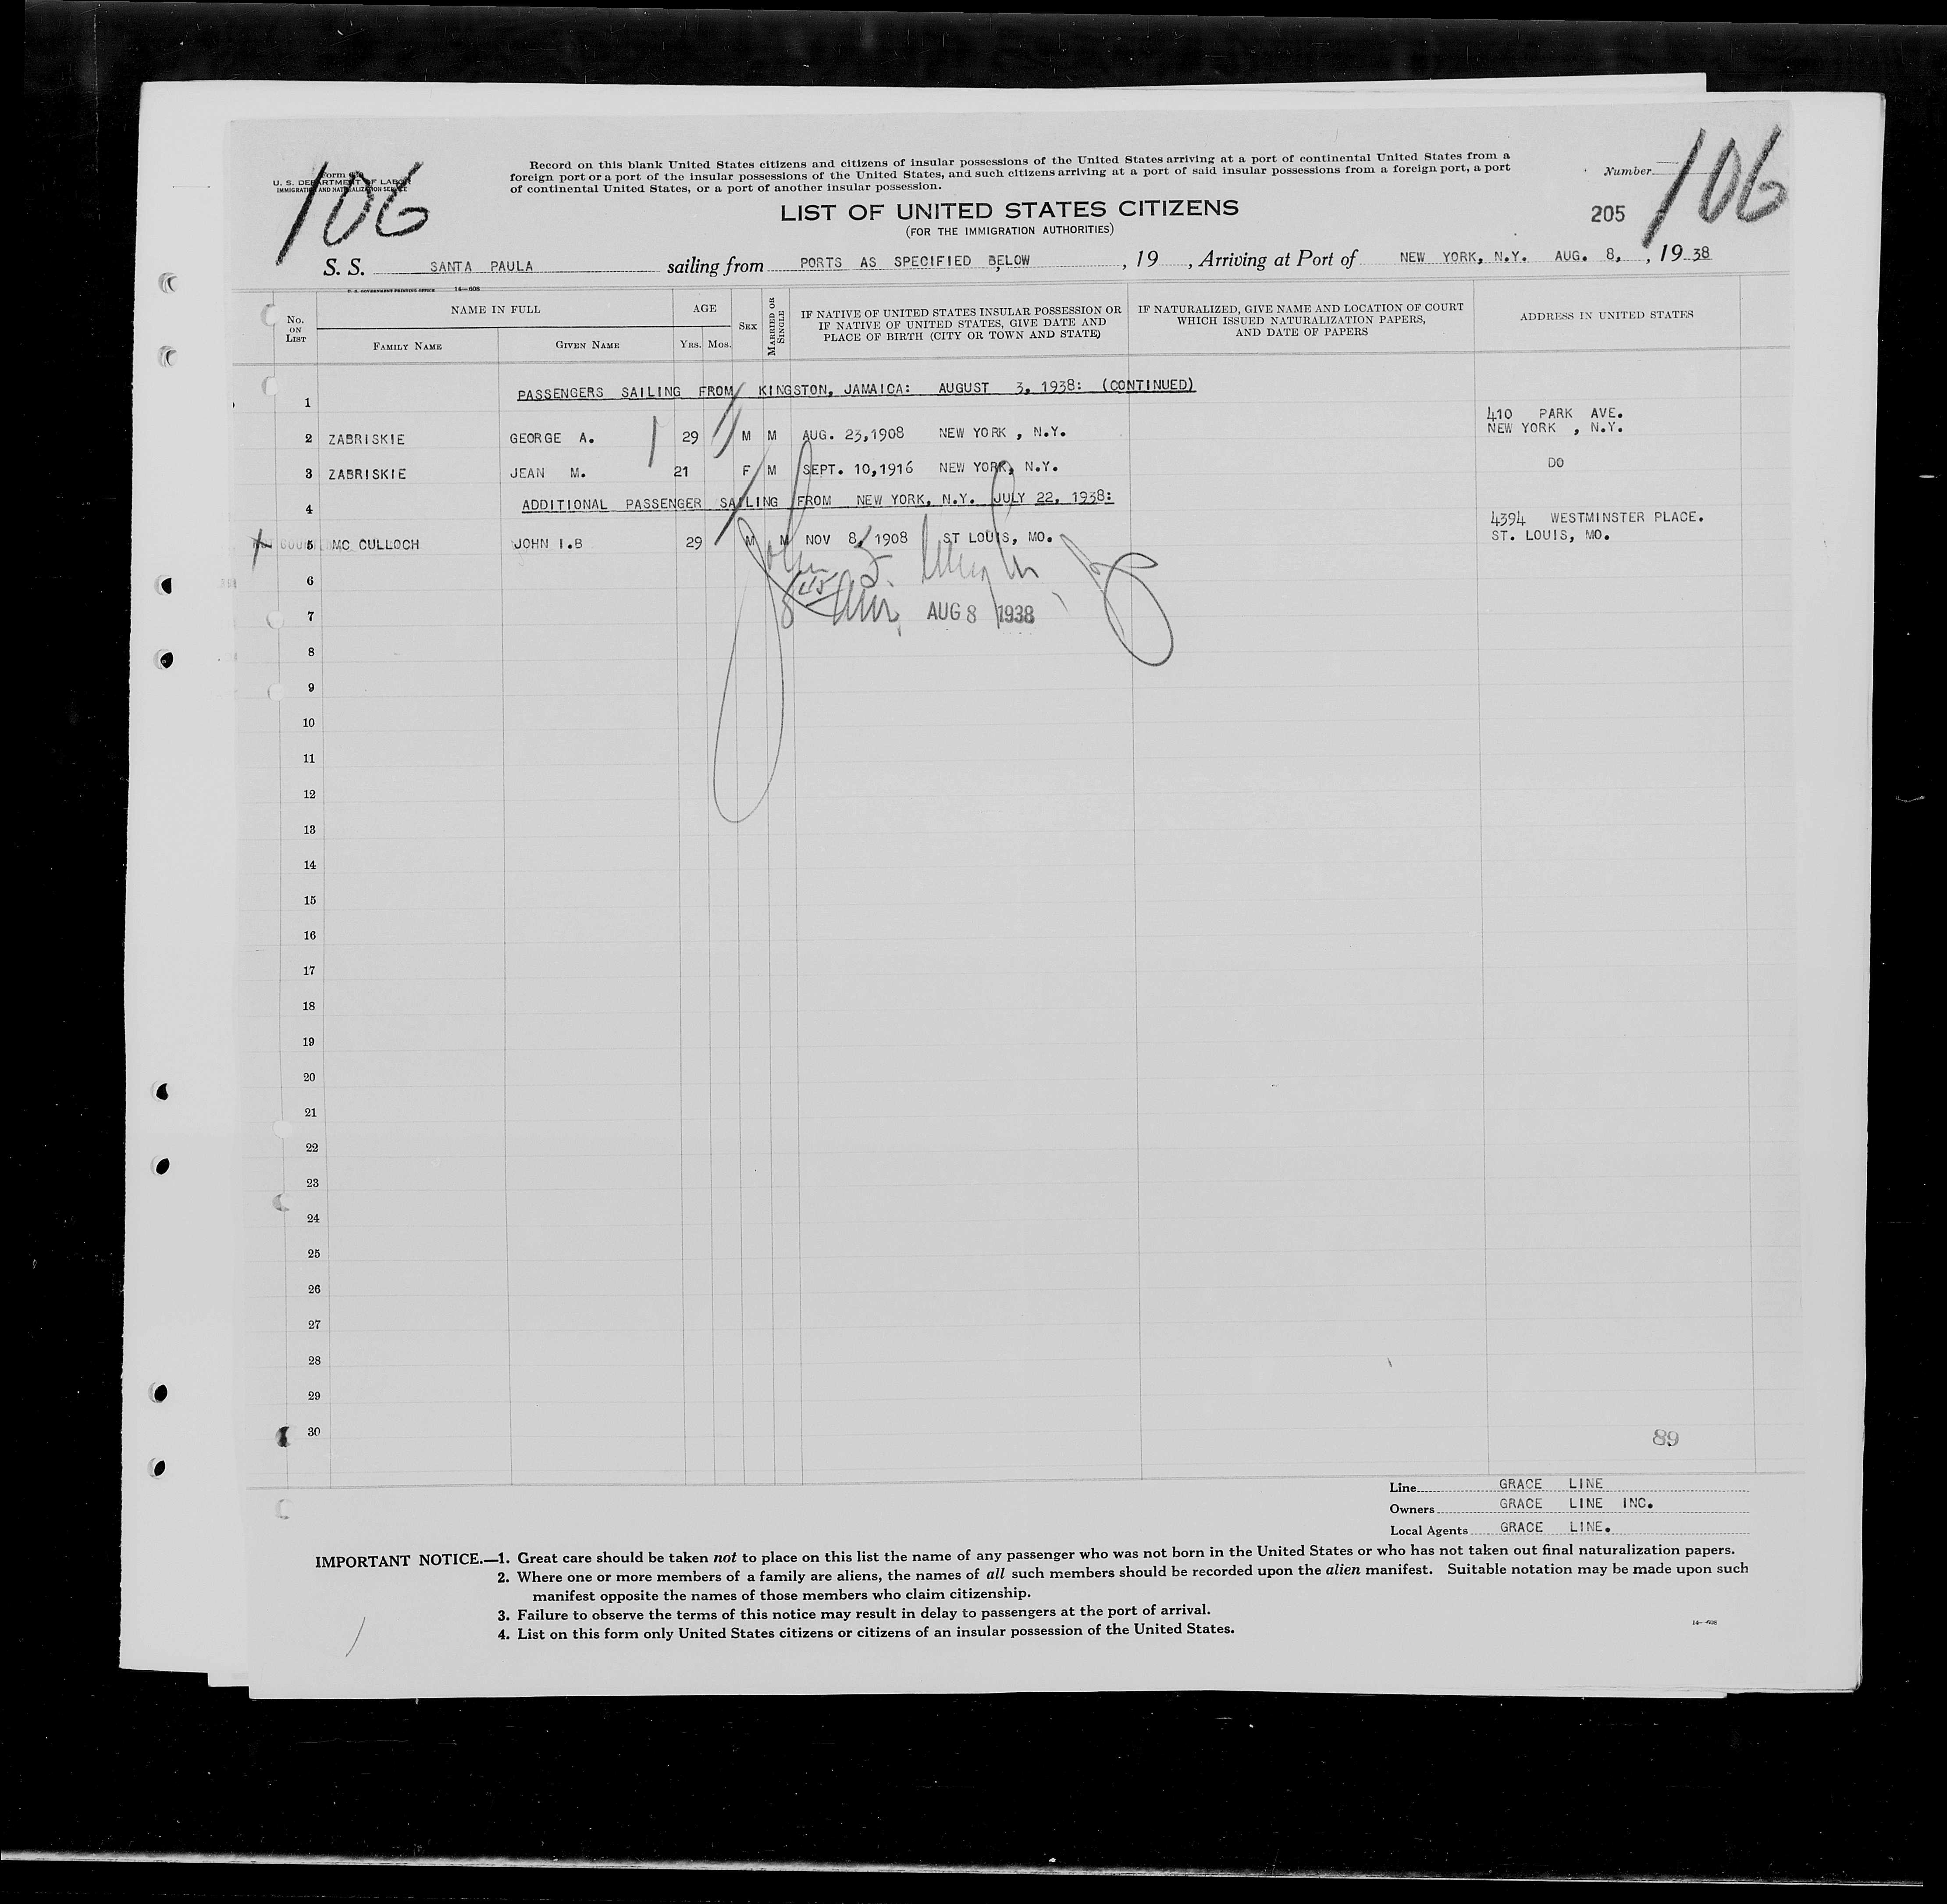 106
Form
U. S. DEPARTMENT OF LABOR
IMMIGRATION AND NATURALIZATION SERVICE
Record on this blank United States citizens and citizens of insular possessions of the United States arriving at a port of continental United States from a
foreign port or a port of the insular possessions of the United States, and such citizens arriving at a port of said insular possessions from a foreign port, a port
of continental United States, or a port of another insular possession.
Number 106
LIST OF UNITED STATES CITIZENS
205
(FOR THE IMMIGRATION AUTHORITIES)
S. S. SANTA PAULA sailing from PORTS AS SPECIFIED BELOW , 19 , Arriving at Port of NEW YORK, N.Y. AUG. 8, , 19 38
U. S. GOVERNMENT PRINTING OFFICE 14—608
No. ON LIST
NAME IN FULL
FAMILY NAME
GIVEN NAME
AGE
YRS. MOS.
SEX
MARRIED OR SINGLE
IF NATIVE OF UNITED STATES INSULAR POSSESSION OR
IF NATIVE OF UNITED STATES, GIVE DATE AND
PLACE OF BIRTH (CITY OR TOWN AND STATE)
IF NATURALIZED, GIVE NAME AND LOCATION OF COURT
WHICH ISSUED NATURALIZATION PAPERS,
AND DATE OF PAPERS
ADDRESS IN UNITED STATES
1 PASSENGERS SAILING FROM KINGSTON, JAMAICA: AUGUST 3, 1938: (CONTINUED)
410 PARK AVE.
2 ZABRISKIE GEORGE A. 29 M M AUG. 23,1908 NEW YORK , N.Y. NEW YORK , N.Y.
3 ZABRISKIE JEAN M. 21 F M SEPT. 10,1916 NEW YORK, N.Y. DO
4 ADDITIONAL PASSENGER SAILING FROM NEW YORK, N.Y. JULY 22, 1938:
4394 WESTMINSTER PLACE.
5 MC CULLOCH JOHN I.B 29 M M NOV 8, 1908 ST LOUIS, MO. ST. LOUIS, MO.
6
7 AUG 8 1938
8
9
10
11
12
13
14
15
16
17
18
19
20
21
22
23
24
25
26
27
28
29
30
89
Line GRACE LINE
Owners GRACE LINE INC.
Local Agents GRACE LINE.
IMPORTANT NOTICE.—1. Great care should be taken not to place on this list the name of any passenger who was not born in the United States or who has not taken out final naturalization papers.
2. Where one or more members of a family are aliens, the names of all such members should be recorded upon the alien manifest. Suitable notation may be made upon such
manifest opposite the names of those members who claim citizenship.
3. Failure to observe the terms of this notice may result in delay to passengers at the port of arrival.
4. List on this form only United States citizens or citizens of an insular possession of the United States.
14—608